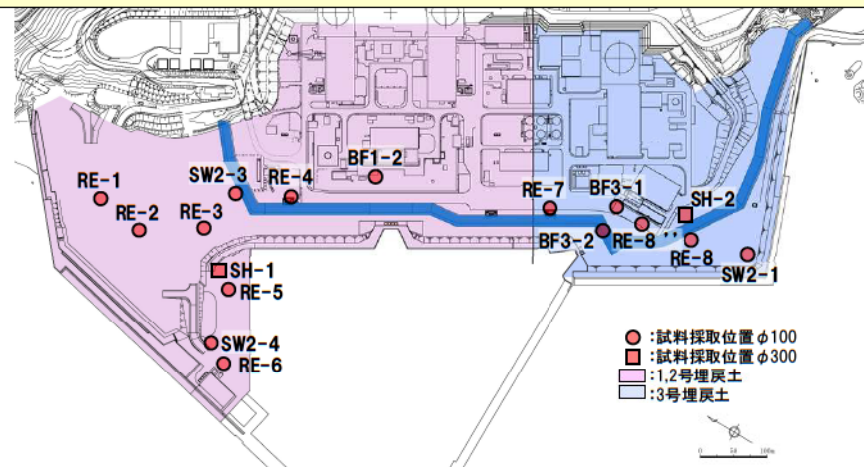 RE-1
SW2-3
RE-4
BF1-2
RE-2
RE-3
RE-7
BF3-1
SH-2
BF3-2
RE-8''
RE-8
SW2-1
SH-1
RE-5
SW2-4
RE-6
:試料採取位置φ100
:試料採取位置φ300
:1,2号埋戻土
:3号埋戻土
0 50 100m